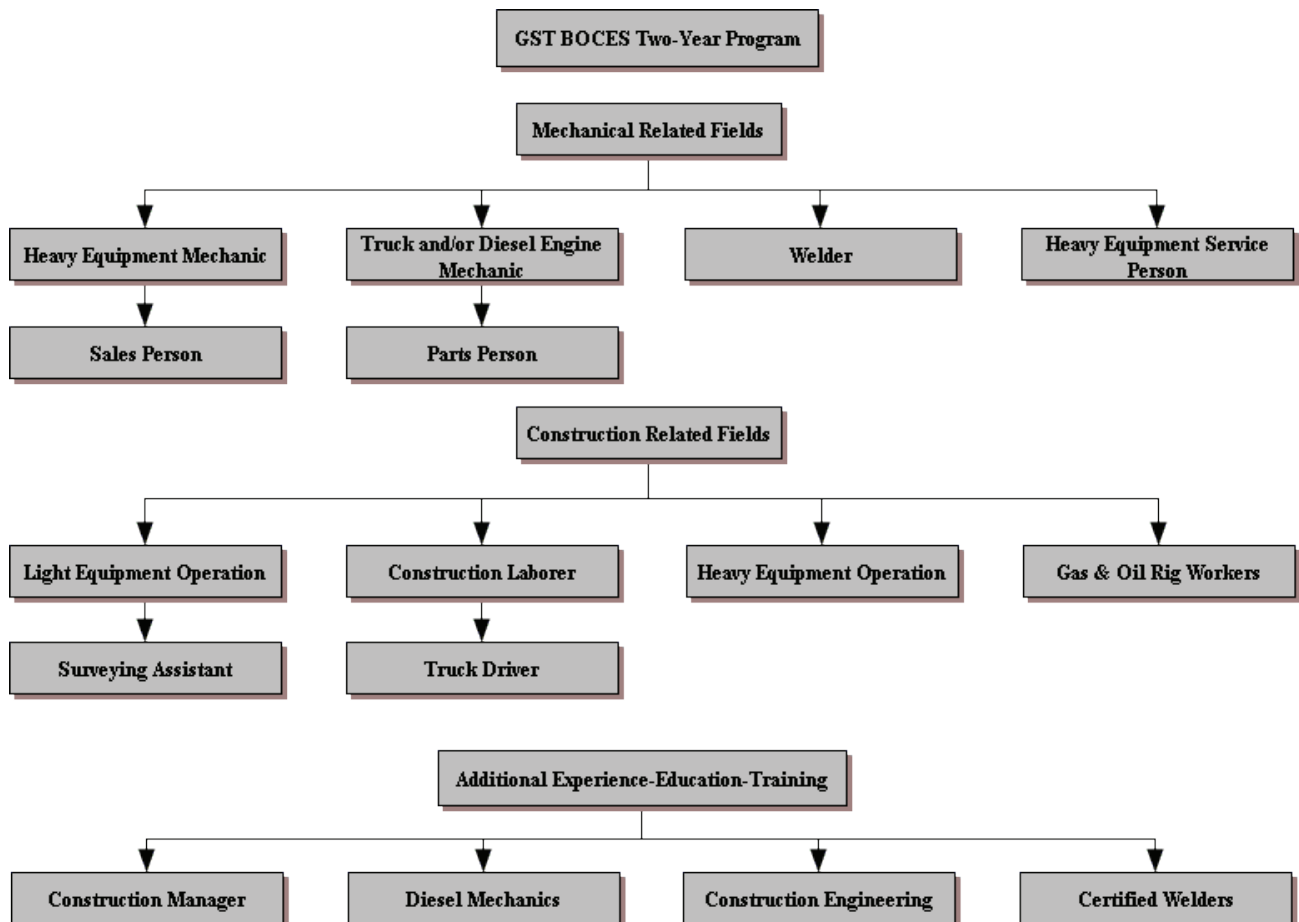 GST BOCES Two-Year Program
Mechanical Related Fields
Heavy Equipment Mechanic
Truck and/or Diesel Engine
Mechanic
Welder
Heavy Equipment Service
Person
Sales Person
Parts Person
Construction Related Fields
Light Equipment Operation
Construction Laborer
Heavy Equipment Operation
Gas & Oil Rig Workers
Surveying Assistant
Truck Driver
Additional Experience-Education-Training
Construction Manager
Diesel Mechanics
Construction Engineering
Certified Welders